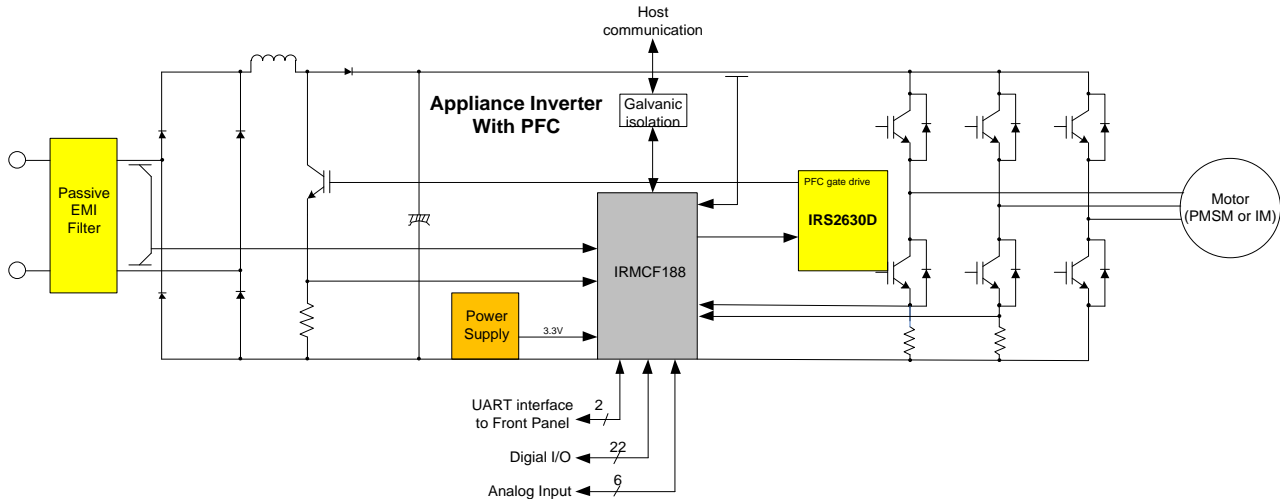 Host
communication
Appliance Inverter
With PFC
Galvanic
isolation
Passive
EMI
Filter
PFC gate drive
IRS2630D
Motor
(PMSM or IM)
IRMCF188
Power
Supply
3.3V
UART interface
to Front Panel
2
Digial I/O
22
Analog Input
6